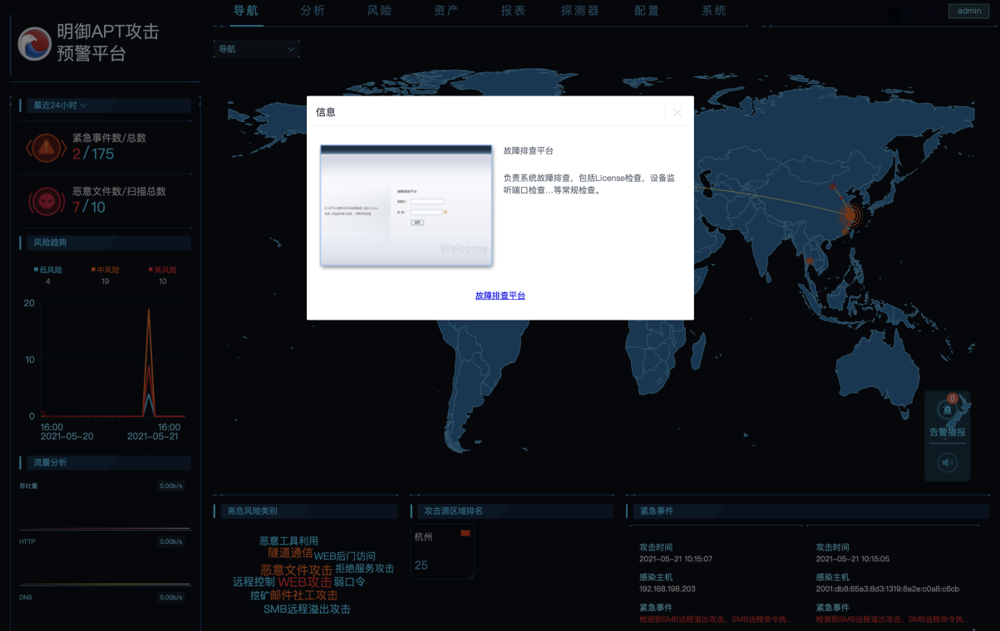 明御APT攻击
预警平台
导航
分析
风险
资产
报表
探测器
配置
系统
admin
导航
最近24小时
紧急事件数/总数
2/175
恶意文件数/扫描总数
7/10
风险趋势
低风险
中风险
高风险
4
19
10
20
10
0
16:00
2021-05-20
16:00
2021-05-21
流量分析
吞吐量
0.00b/s
HTTP
0.00b/s
DNS
0.00b/s
信息
故障排查平台
负责系统故障排查，包括License检查，设备监
听端口检查...等常规检查。
Welcome
故障排查平台
0
告警播报
高危风险类别
恶意工具利用
隧道通信
WEB后门访问
恶意文件攻击
拒绝服务攻击
远程控制
WEB攻击
弱口令
挖矿
邮件社工攻击
SMB远程溢出攻击
攻击源区域排名
杭州
25
紧急事件
攻击时间
2021-05-21 10:15:07
感染主机
192.168.198.203
紧急事件
检测到SMB远程溢出攻击，SMB远程命令执...
攻击时间
2021-05-21 10:15:05
感染主机
2001:db8:85a3:8d3:1319:8a2e:c0a8:c6cb
紧急事件
检测到SMB远程溢出攻击，SMB远程命令执...